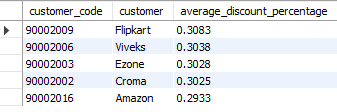 customer_code customer average_discount_percentage
90002009 Flipkart 0.3083
90002006 Viveks 0.3038
90002003 Ezone 0.3028
90002002 Croma 0.3025
90002016 Amazon 0.2933